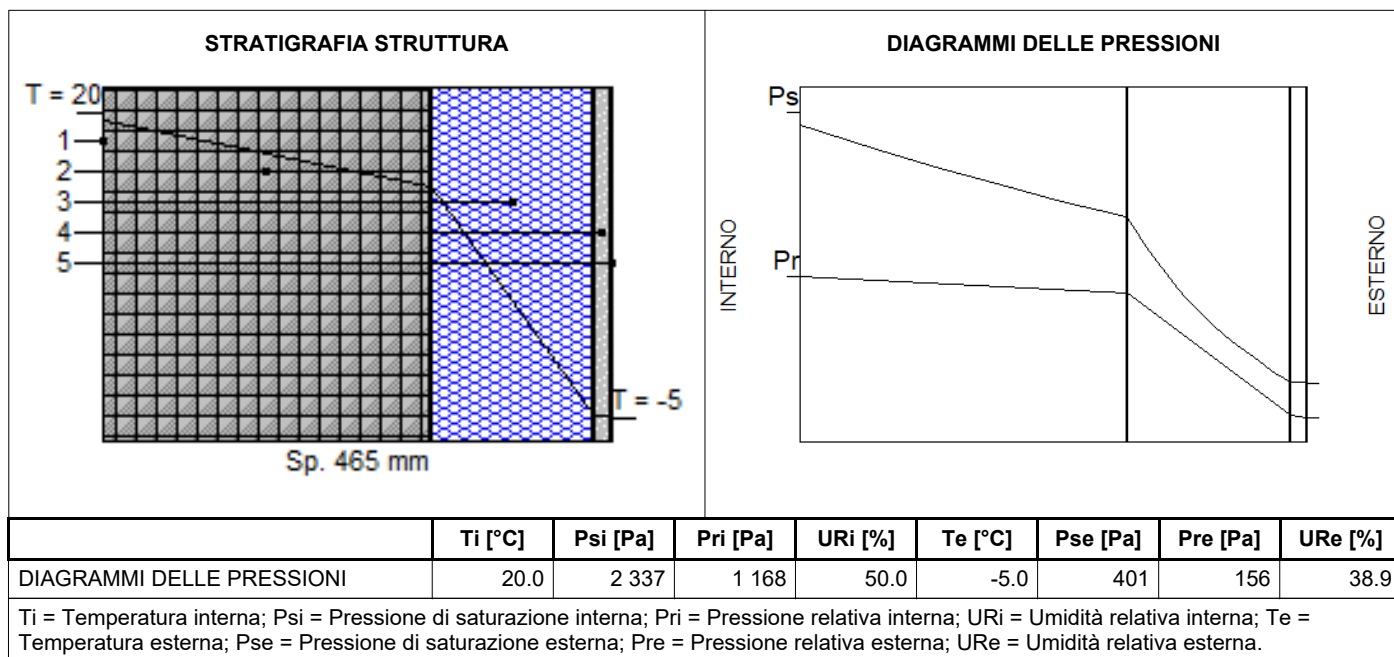 STRATIGRAFIA STRUTTURA
T = 20
1
2
3
4
5
T = -5
Sp. 465 mm
DIAGRAMMI DELLE PRESSIONI
Ps
Pr
INTERNO
ESTERNO
Ti [°C] Psi [Pa] Pri [Pa] URi [%] Te [°C] Pse [Pa] Pre [Pa] URe [%]
DIAGRAMMI DELLE PRESSIONI 20.0 2 337 1 168 50.0 -5.0 401 156 38.9
Ti = Temperatura interna; Psi = Pressione di saturazione interna; Pri = Pressione relativa interna; URi = Umidità relativa interna; Te =
Temperatura esterna; Pse = Pressione di saturazione esterna; Pre = Pressione relativa esterna; URe = Umidità relativa esterna.